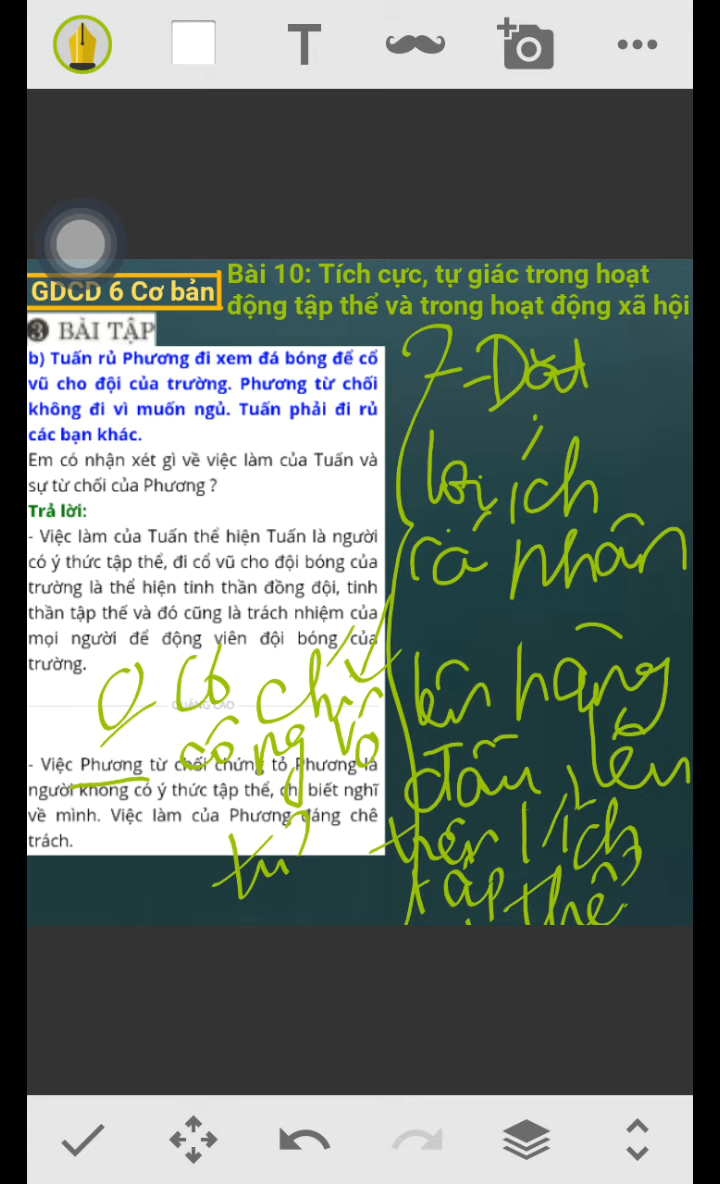 T
Bài 10: Tích cực, tự giác trong hoạt
động tập thể và trong hoạt động xã hội
GDCD 6 Cơ bản
3 BÀI TẬP
b) Tuấn rủ Phương đi xem đá bóng để cổ
vũ cho đội của trường. Phương từ chối
không đi vì muốn ngủ. Tuấn phải đi rủ
các bạn khác.
Em có nhận xét gì về việc làm của Tuấn và
sự từ chối của Phương ?
Trả lời:
- Việc làm của Tuấn thể hiện Tuấn là người
có ý thức tập thể, đi cổ vũ cho đội bóng của
trường là thể hiện tinh thần đồng đội, tinh
thần tập thế và đó cũng là trách nhiệm của
mọi người để động viên đội bóng của
trường.
QUẢNG CÁO
- Việc Phương từ chối chứng tỏ Phương là
người không có ý thức tập thể, chỉ biết nghĩ
về mình. Việc làm của Phương đáng chê
trách.
lợi ích
cá nhân
lên hàng
đầu, lên
trên l ích
tập thể